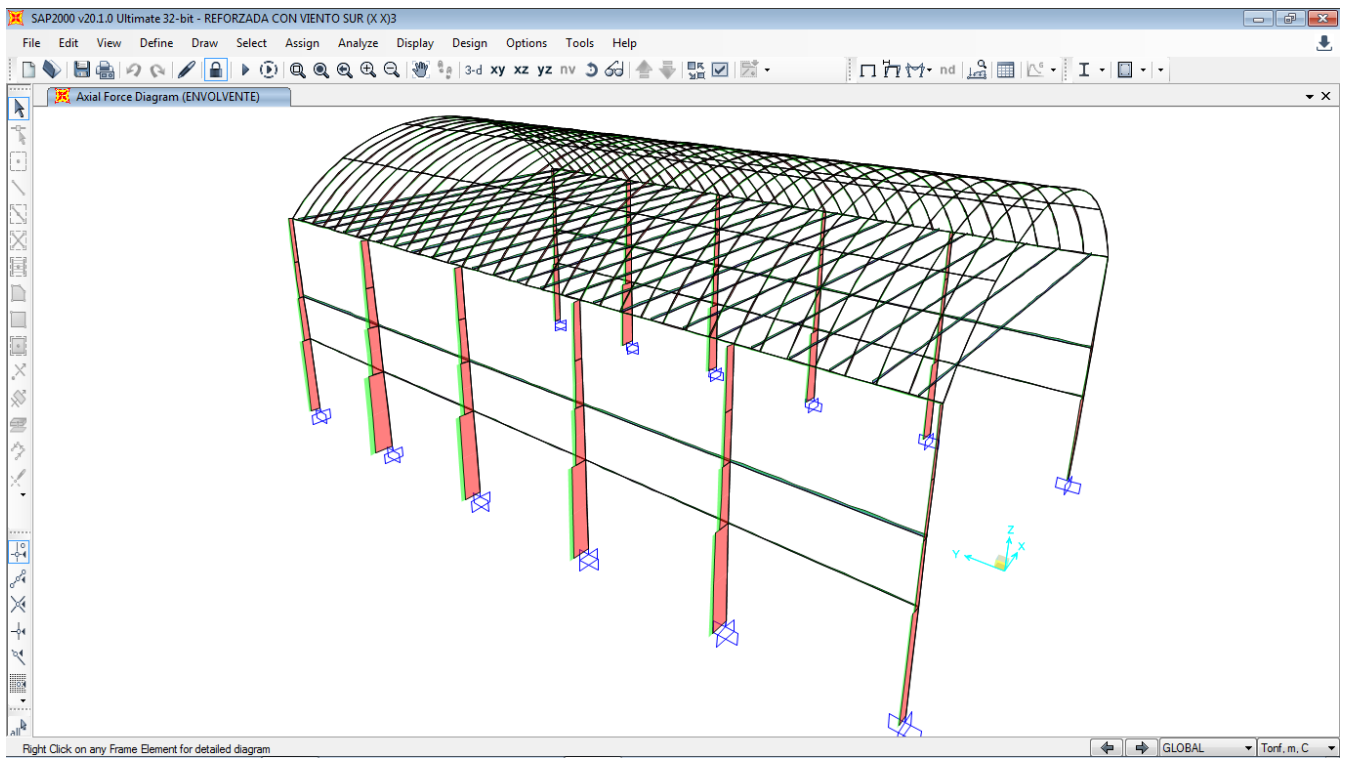 SAP2000 v20.1.0 Ultimate 32-bit - REFORZADA CON VIENTO SUR (X X)3
File Edit View Define Draw Select Assign Analyze Display Design Options Tools Help
3-d xy xz yz nv nd
Axial Force Diagram (ENVOLVENTE)
Z
Y X
all
Right Click on any Frame Element for detailed diagram GLOBAL Tonf, m, C